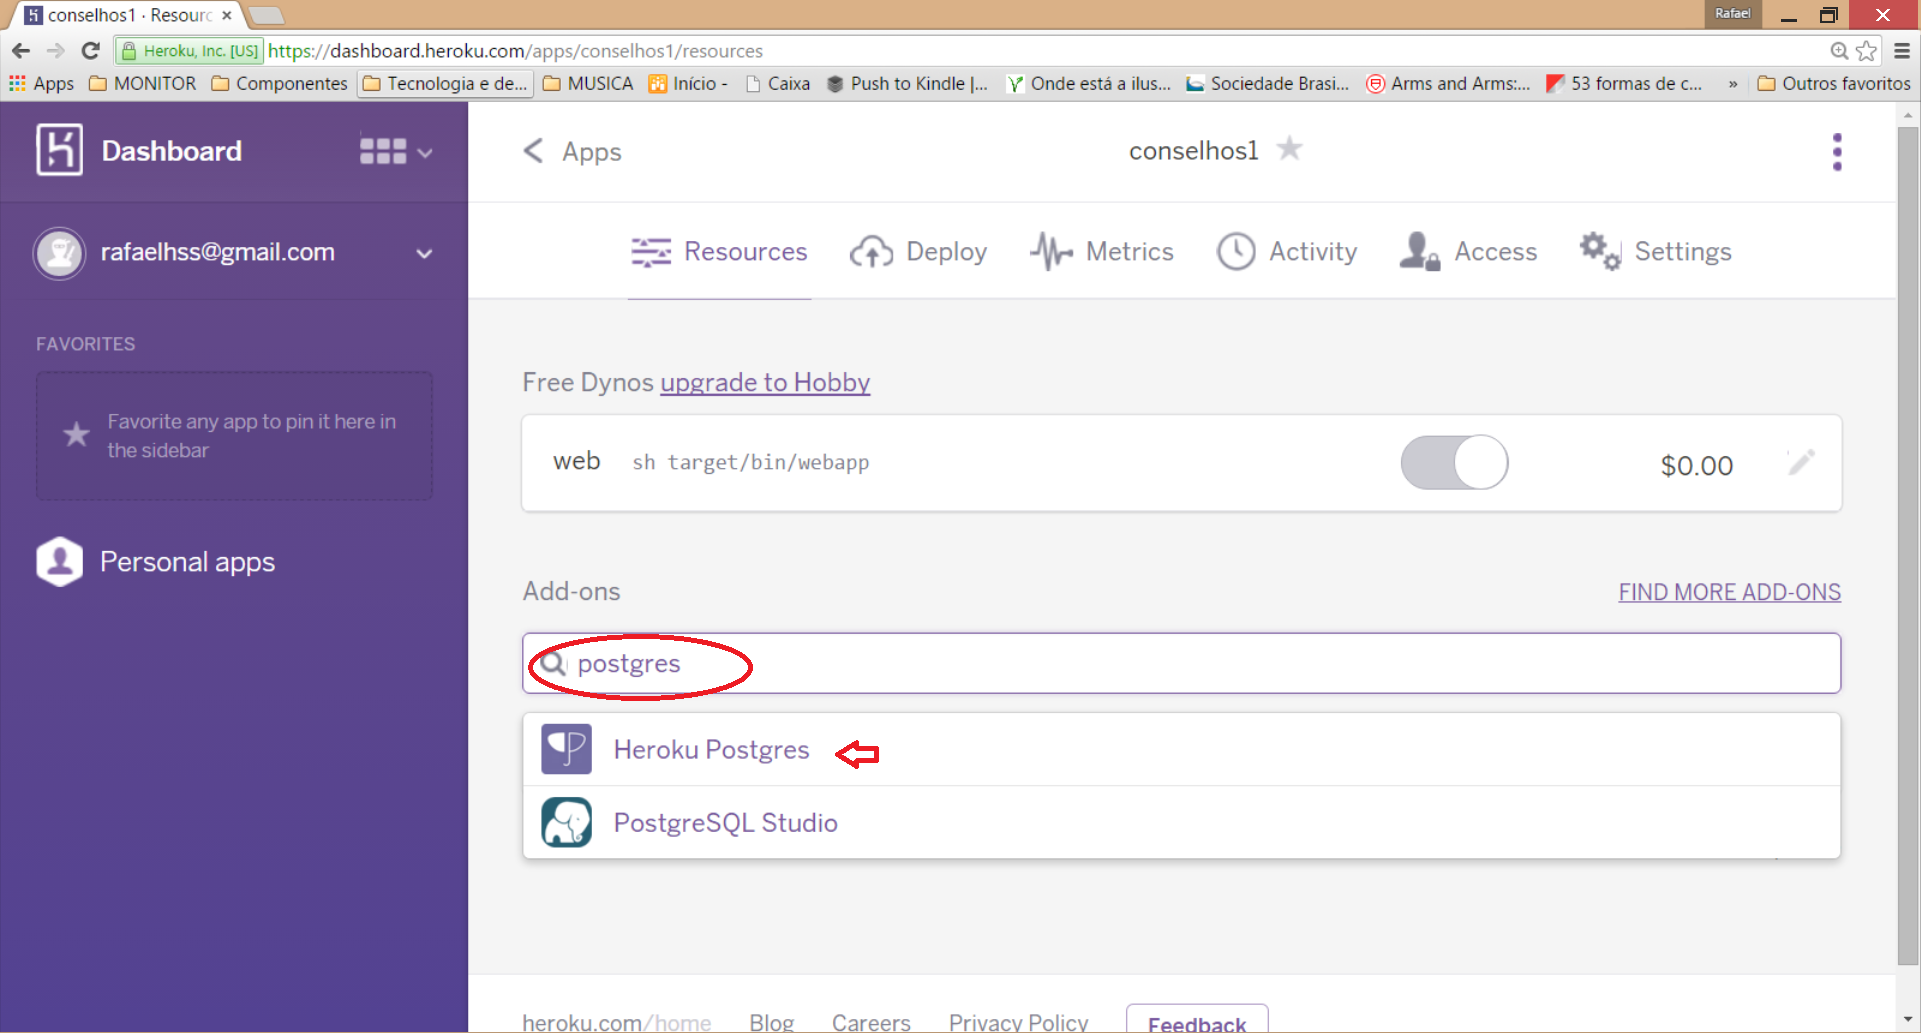 conselhos1 · Resourc
Rafael
Heroku, Inc. [US] https://dashboard.heroku.com/apps/conselhos1/resources
Apps MONITOR Componentes Tecnologia e de... MUSICA Início - Caixa Push to Kindle |... Onde está a ilus... Sociedade Brasi... Arms and Arms:... 53 formas de c... » Outros favoritos
Dashboard
Apps
conselhos1
rafaelhss@gmail.com
Resources Deploy Metrics Activity Access Settings
FAVORITES
Favorite any app to pin it here in
the sidebar
Personal apps
Free Dynos upgrade to Hobby
web sh target/bin/webapp $0.00
Add-ons FIND MORE ADD-ONS
postgres
Heroku Postgres
PostgreSQL Studio
heroku.com/home Blog Careers Privacy Policy Feedback